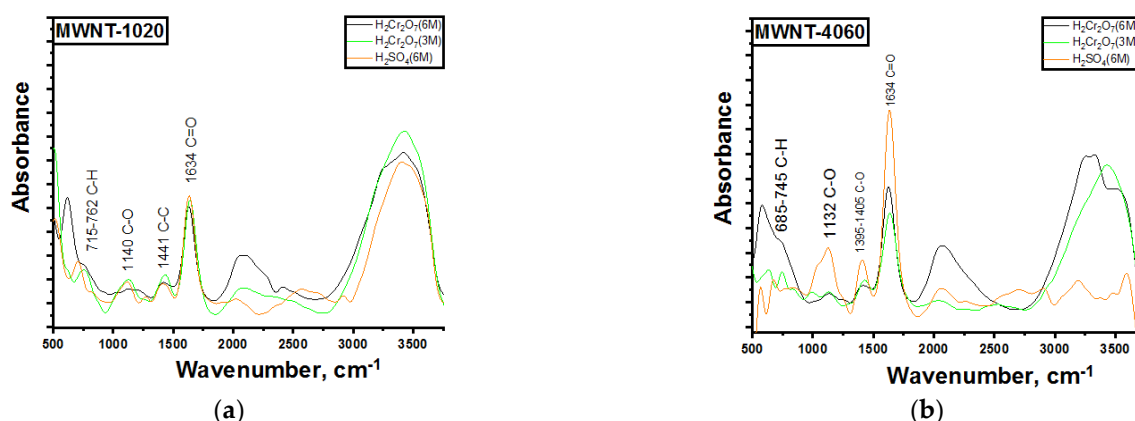 MWNT-1020
H₂Cr₂O₇(6M)
H₂Cr₂O₇(3M)
H₂SO₄(6M)
Absorbance
715-762 C-H
1140 C-O
1441 C-C
1634 C=O
500 1000 1500 2000 2500 3000 3500
Wavenumber, cm⁻¹
(a)
MWNT-4060
H₂Cr₂O₇(6M)
H₂Cr₂O₇(3M)
H₂SO₄(6M)
Absorbance
685-745 C-H
1132 C-O
1395-1405 C-O
1634 C=O
500 1000 1500 2000 2500 3000 3500
Wavenumber, cm⁻¹
(b)